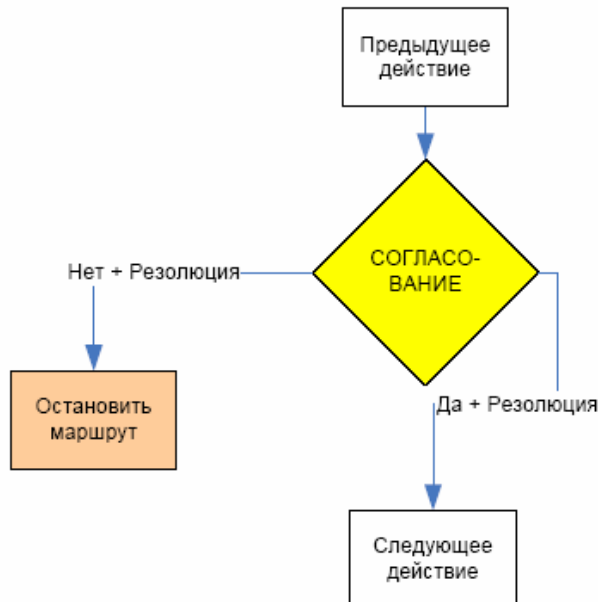 Предыдущее
действие
СОГЛАСО-
ВАНИЕ
Нет + Резолюция
Остановить
маршрут
Да + Резолюция
Следующее
действие